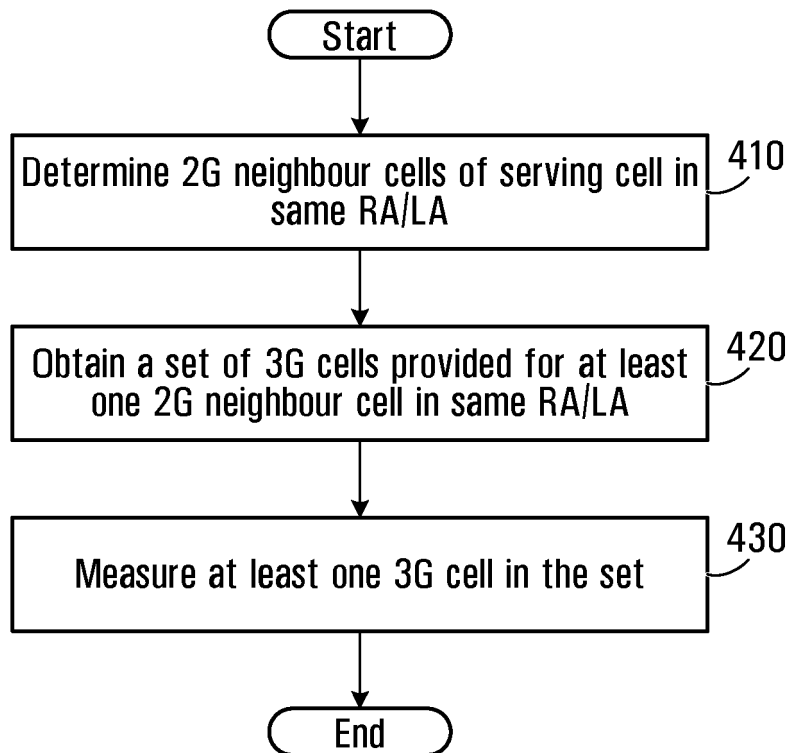 Start
Determine 2G neighbour cells of serving cell in
same RA/LA
410
Obtain a set of 3G cells provided for at least
one 2G neighbour cell in same RA/LA
420
Measure at least one 3G cell in the set
430
End